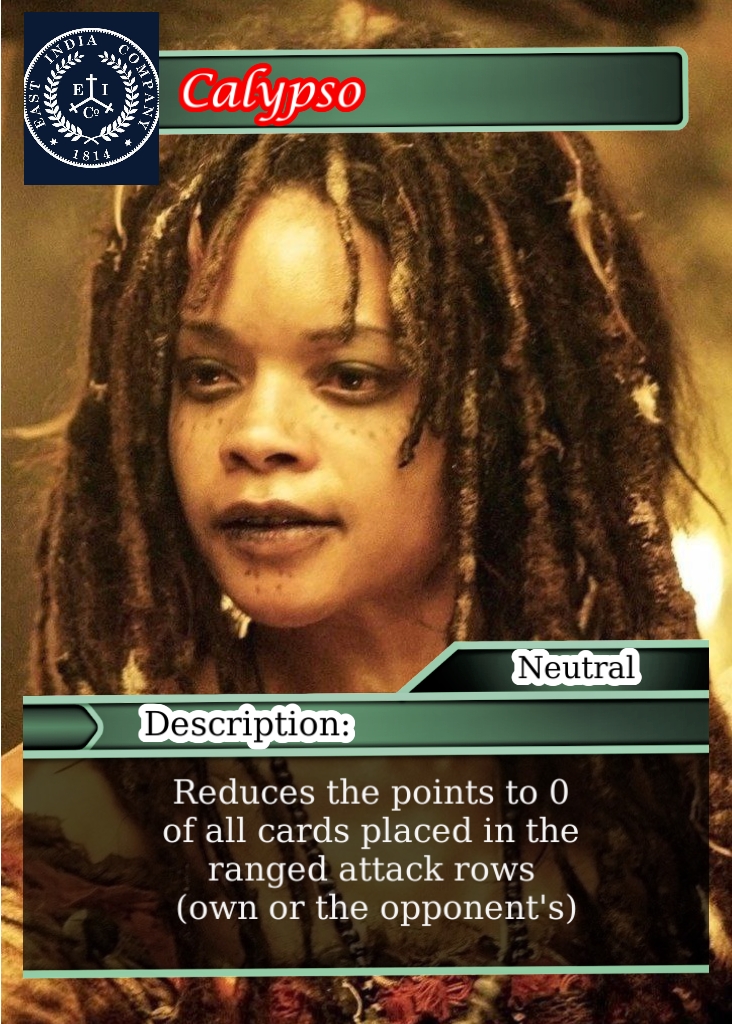 EAST INDIA COMPANY
E I
Co
1814
Calypso
Neutral
Description:
Reduces the points to 0
of all cards placed in the
ranged attack rows
(own or the opponent's)